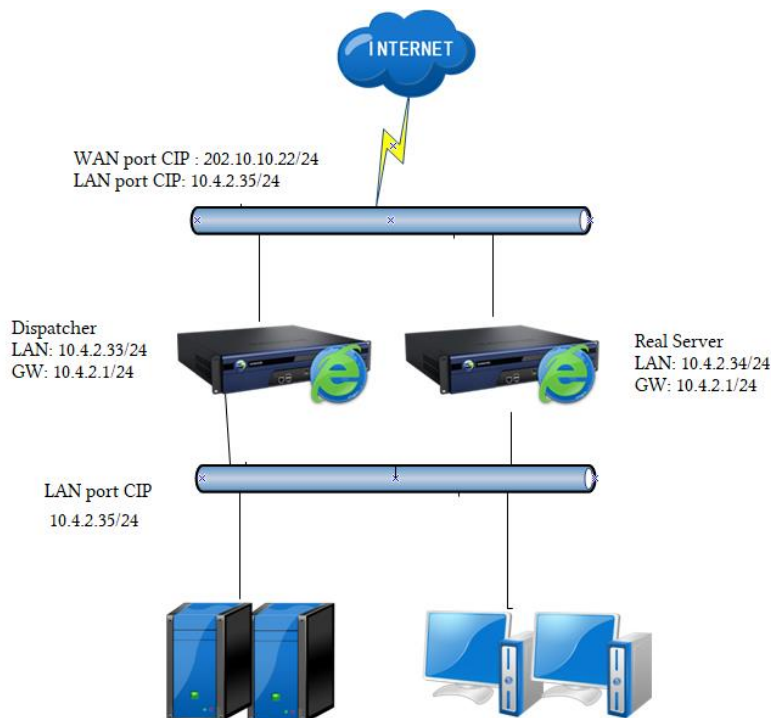 INTERNET
WAN port CIP : 202.10.10.22/24
LAN port CIP: 10.4.2.35/24
Dispatcher
LAN: 10.4.2.33/24
GW: 10.4.2.1/24
Real Server
LAN: 10.4.2.34/24
GW: 10.4.2.1/24
LAN port CIP
10.4.2.35/24